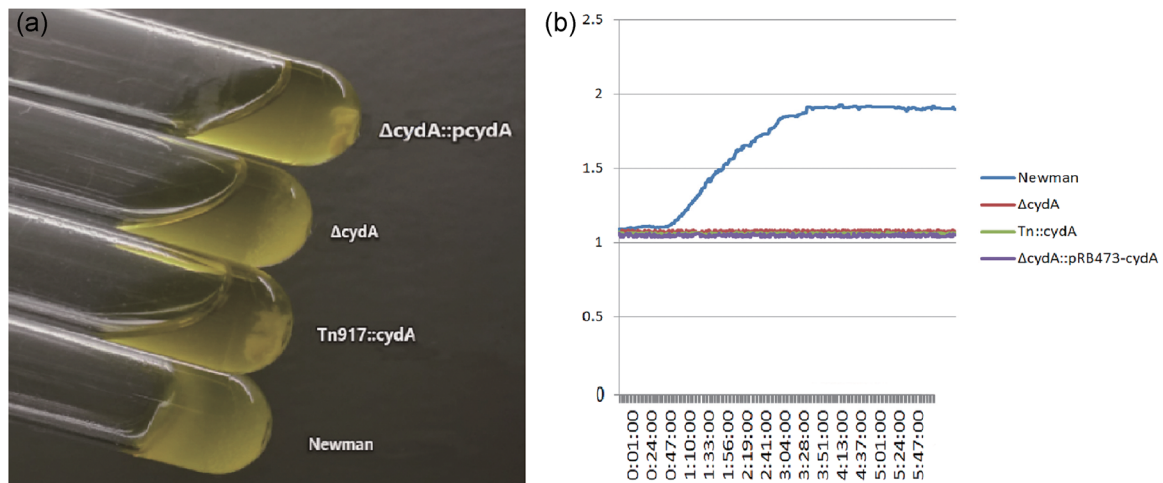 (a)
ΔcydA::pcydA
ΔcydA
Tn917::cydA
Newman
(b)
2.5
2
1.5
1
0.5
0
0:01:00
0:24:00
0:47:00
1:10:00
1:33:00
1:56:00
2:19:00
2:41:00
3:04:00
3:28:00
3:51:00
4:13:00
4:37:00
5:01:00
5:24:00
5:47:00
Newman
ΔcydA
Tn::cydA
ΔcydA::pRB473-cydA